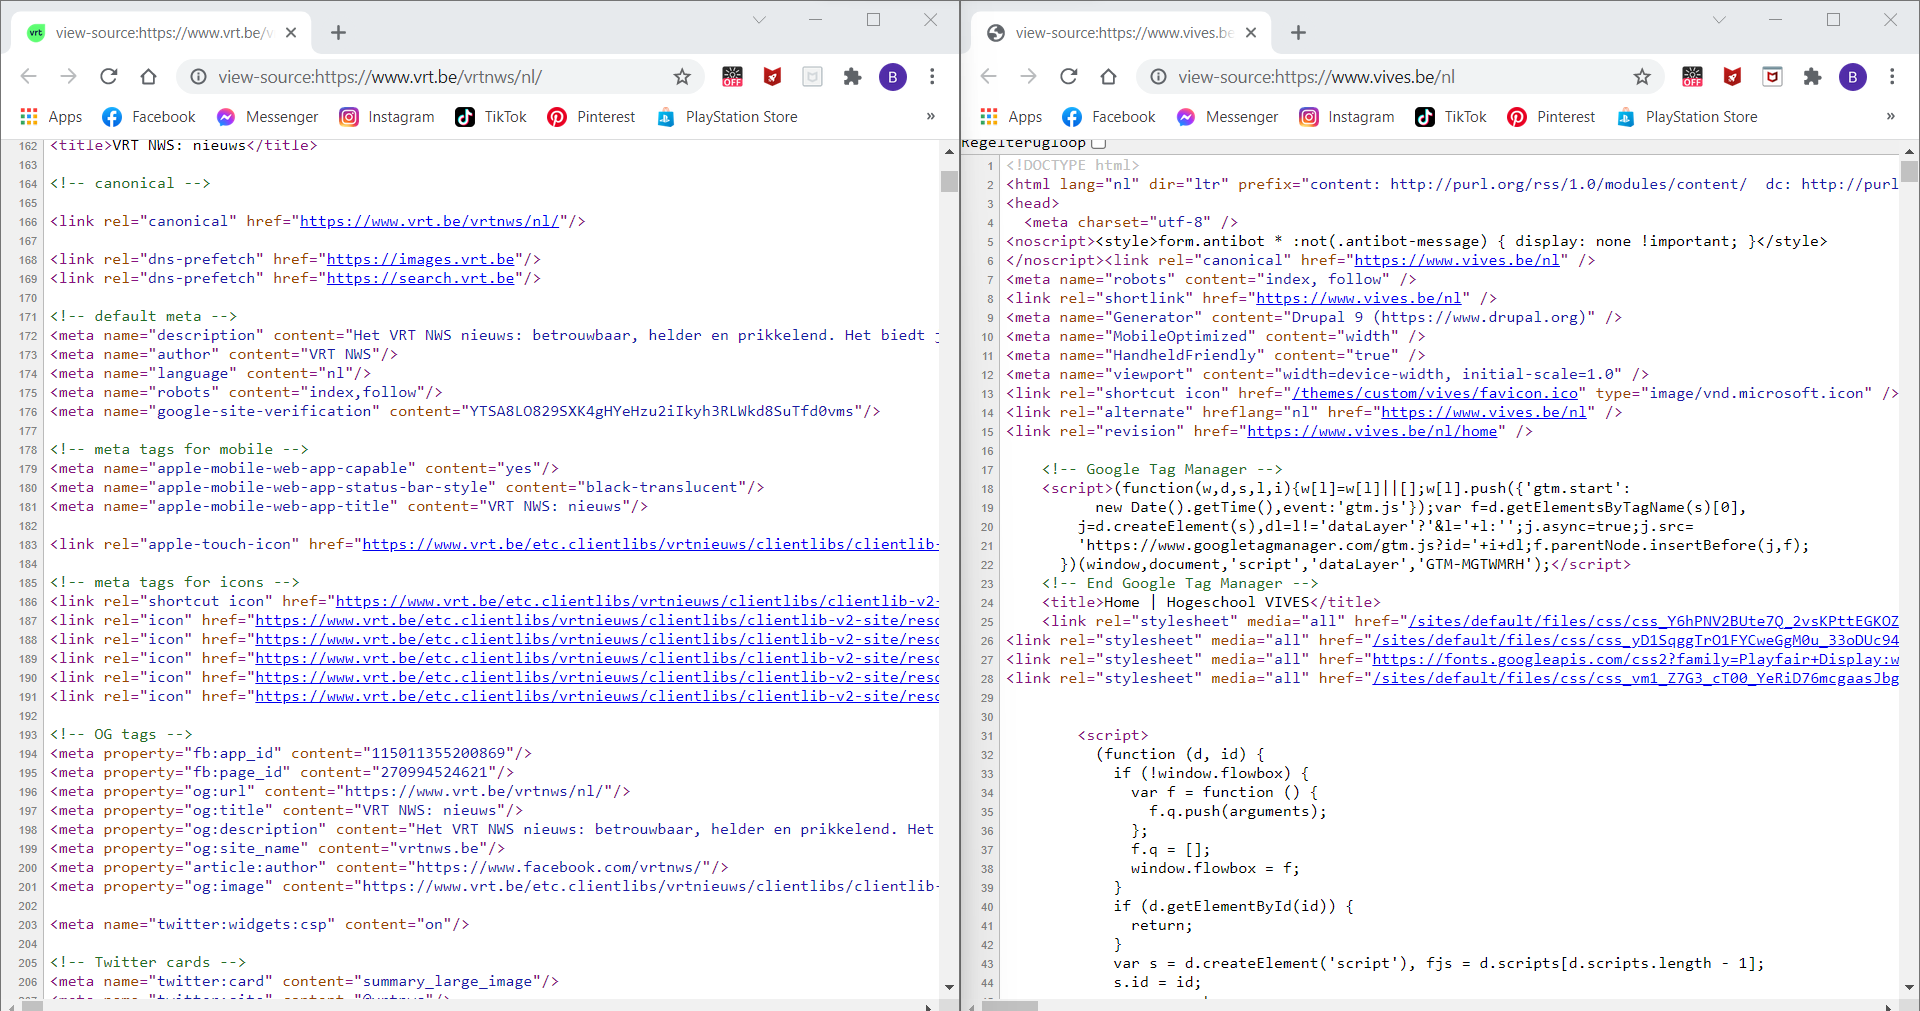 view-source:https://www.vrt.be/v
view-source:https://www.vrt.be/vrtnws/nl/
OFF
B
Apps
Facebook
Messenger
Instagram
TikTok
Pinterest
PlayStation Store
»
162 <title>VRT NWS: nieuws</title>
163
164 <!-- canonical -->
165
166 <link rel="canonical" href="https://www.vrt.be/vrtnws/nl/"/>
167
168 <link rel="dns-prefetch" href="https://images.vrt.be"/>
169 <link rel="dns-prefetch" href="https://search.vrt.be"/>
170
171 <!-- default meta -->
172 <meta name="description" content="Het VRT NWS nieuws: betrouwbaar, helder en prikkelend. Het biedt j
173 <meta name="author" content="VRT NWS"/>
174 <meta name="language" content="nl"/>
175 <meta name="robots" content="index,follow"/>
176 <meta name="google-site-verification" content="YTSA8LO829SXK4gHYeHzu2iIkyh3RLWkd8SuTfd0vms"/>
177
178 <!-- meta tags for mobile -->
179 <meta name="apple-mobile-web-app-capable" content="yes"/>
180 <meta name="apple-mobile-web-app-status-bar-style" content="black-translucent"/>
181 <meta name="apple-mobile-web-app-title" content="VRT NWS: nieuws"/>
182
183 <link rel="apple-touch-icon" href="https://www.vrt.be/etc.clientlibs/vrtnieuws/clientlibs/clientlib-
184
185 <!-- meta tags for icons -->
186 <link rel="shortcut icon" href="https://www.vrt.be/etc.clientlibs/vrtnieuws/clientlibs/clientlib-v2-
187 <link rel="icon" href="https://www.vrt.be/etc.clientlibs/vrtnieuws/clientlibs/clientlib-v2-site/resc
188 <link rel="icon" href="https://www.vrt.be/etc.clientlibs/vrtnieuws/clientlibs/clientlib-v2-site/resc
189 <link rel="icon" href="https://www.vrt.be/etc.clientlibs/vrtnieuws/clientlibs/clientlib-v2-site/resc
190 <link rel="icon" href="https://www.vrt.be/etc.clientlibs/vrtnieuws/clientlibs/clientlib-v2-site/resc
191 <link rel="icon" href="https://www.vrt.be/etc.clientlibs/vrtnieuws/clientlibs/clientlib-v2-site/resc
192
193 <!-- OG tags -->
194 <meta property="fb:app_id" content="115011355200869"/>
195 <meta property="fb:page_id" content="270994524621"/>
196 <meta property="og:url" content="https://www.vrt.be/vrtnws/nl/"/>
197 <meta property="og:title" content="VRT NWS: nieuws"/>
198 <meta property="og:description" content="Het VRT NWS nieuws: betrouwbaar, helder en prikkelend. Het
199 <meta property="og:site_name" content="vrtnws.be"/>
200 <meta property="article:author" content="https://www.facebook.com/vrtnws/"/>
201 <meta property="og:image" content="https://www.vrt.be/etc.clientlibs/vrtnieuws/clientlibs/clientlib-
202
203 <meta name="twitter:widgets:csp" content="on"/>
204
205 <!-- Twitter cards -->
206 <meta name="twitter:card" content="summary_large_image"/>
view-source:https://www.vives.be
view-source:https://www.vives.be/nl
OFF
B
Apps
Facebook
Messenger
Instagram
TikTok
Pinterest
PlayStation Store
»
Regelterugloop
1 <!DOCTYPE html>
2 <html lang="nl" dir="ltr" prefix="content: http://purl.org/rss/1.0/modules/content/  dc: http://purl
3 <head>
4 <meta charset="utf-8" />
5 <noscript><style>form.antibot * :not(.antibot-message) { display: none !important; }</style>
6 </noscript><link rel="canonical" href="https://www.vives.be/nl" />
7 <meta name="robots" content="index, follow" />
8 <link rel="shortlink" href="https://www.vives.be/nl" />
9 <meta name="Generator" content="Drupal 9 (https://www.drupal.org)" />
10 <meta name="MobileOptimized" content="width" />
11 <meta name="HandheldFriendly" content="true" />
12 <meta name="viewport" content="width=device-width, initial-scale=1.0" />
13 <link rel="shortcut icon" href="/themes/custom/vives/favicon.ico" type="image/vnd.microsoft.icon" />
14 <link rel="alternate" hreflang="nl" href="https://www.vives.be/nl" />
15 <link rel="revision" href="https://www.vives.be/nl/home" />
16
17 <!-- Google Tag Manager -->
18 <script>(function(w,d,s,l,i){w[l]=w[l]||[];w[l].push({'gtm.start':
19 new Date().getTime(),event:'gtm.js'});var f=d.getElementsByTagName(s)[0],
20 j=d.createElement(s),dl=l!='dataLayer'?'&l='+l:'';j.async=true;j.src=
21 'https://www.googletagmanager.com/gtm.js?id='+i+dl;f.parentNode.insertBefore(j,f);
22 })(window,document,'script','dataLayer','GTM-MGTWMRH');</script>
23 <!-- End Google Tag Manager -->
24 <title>Home | Hogeschool VIVES</title>
25 <link rel="stylesheet" media="all" href="/sites/default/files/css/css_Y6hPNV2BUte7Q_2vsKPttEGKOZ
26 <link rel="stylesheet" media="all" href="/sites/default/files/css/css_yD1SqggTrO1FYCweGgM0u_33oDUc94
27 <link rel="stylesheet" media="all" href="https://fonts.googleapis.com/css2?family=Playfair+Display:w
28 <link rel="stylesheet" media="all" href="/sites/default/files/css/css_vm1_Z7G3_cT00_YeRiD76mcgaasJbg
29
30
31 <script>
32 (function (d, id) {
33 if (!window.flowbox) {
34 var f = function () {
35 f.q.push(arguments);
36 };
37 f.q = [];
38 window.flowbox = f;
39 }
40 if (d.getElementById(id)) {
41 return;
42 }
43 var s = d.createElement('script'), fjs = d.scripts[d.scripts.length - 1];
44 s.id = id;